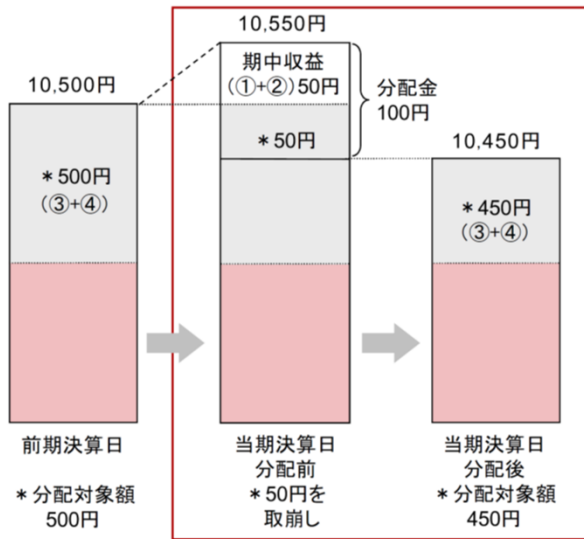 10,500円
*500円
(③+④)
前期決算日
*分配対象額
500円
10,550円
期中収益
(①+②)50円
*50円
分配金
100円
当期決算日
分配前
*50円を
取崩し
10,450円
*450円
(③+④)
当期決算日
分配後
*分配対象額
450円